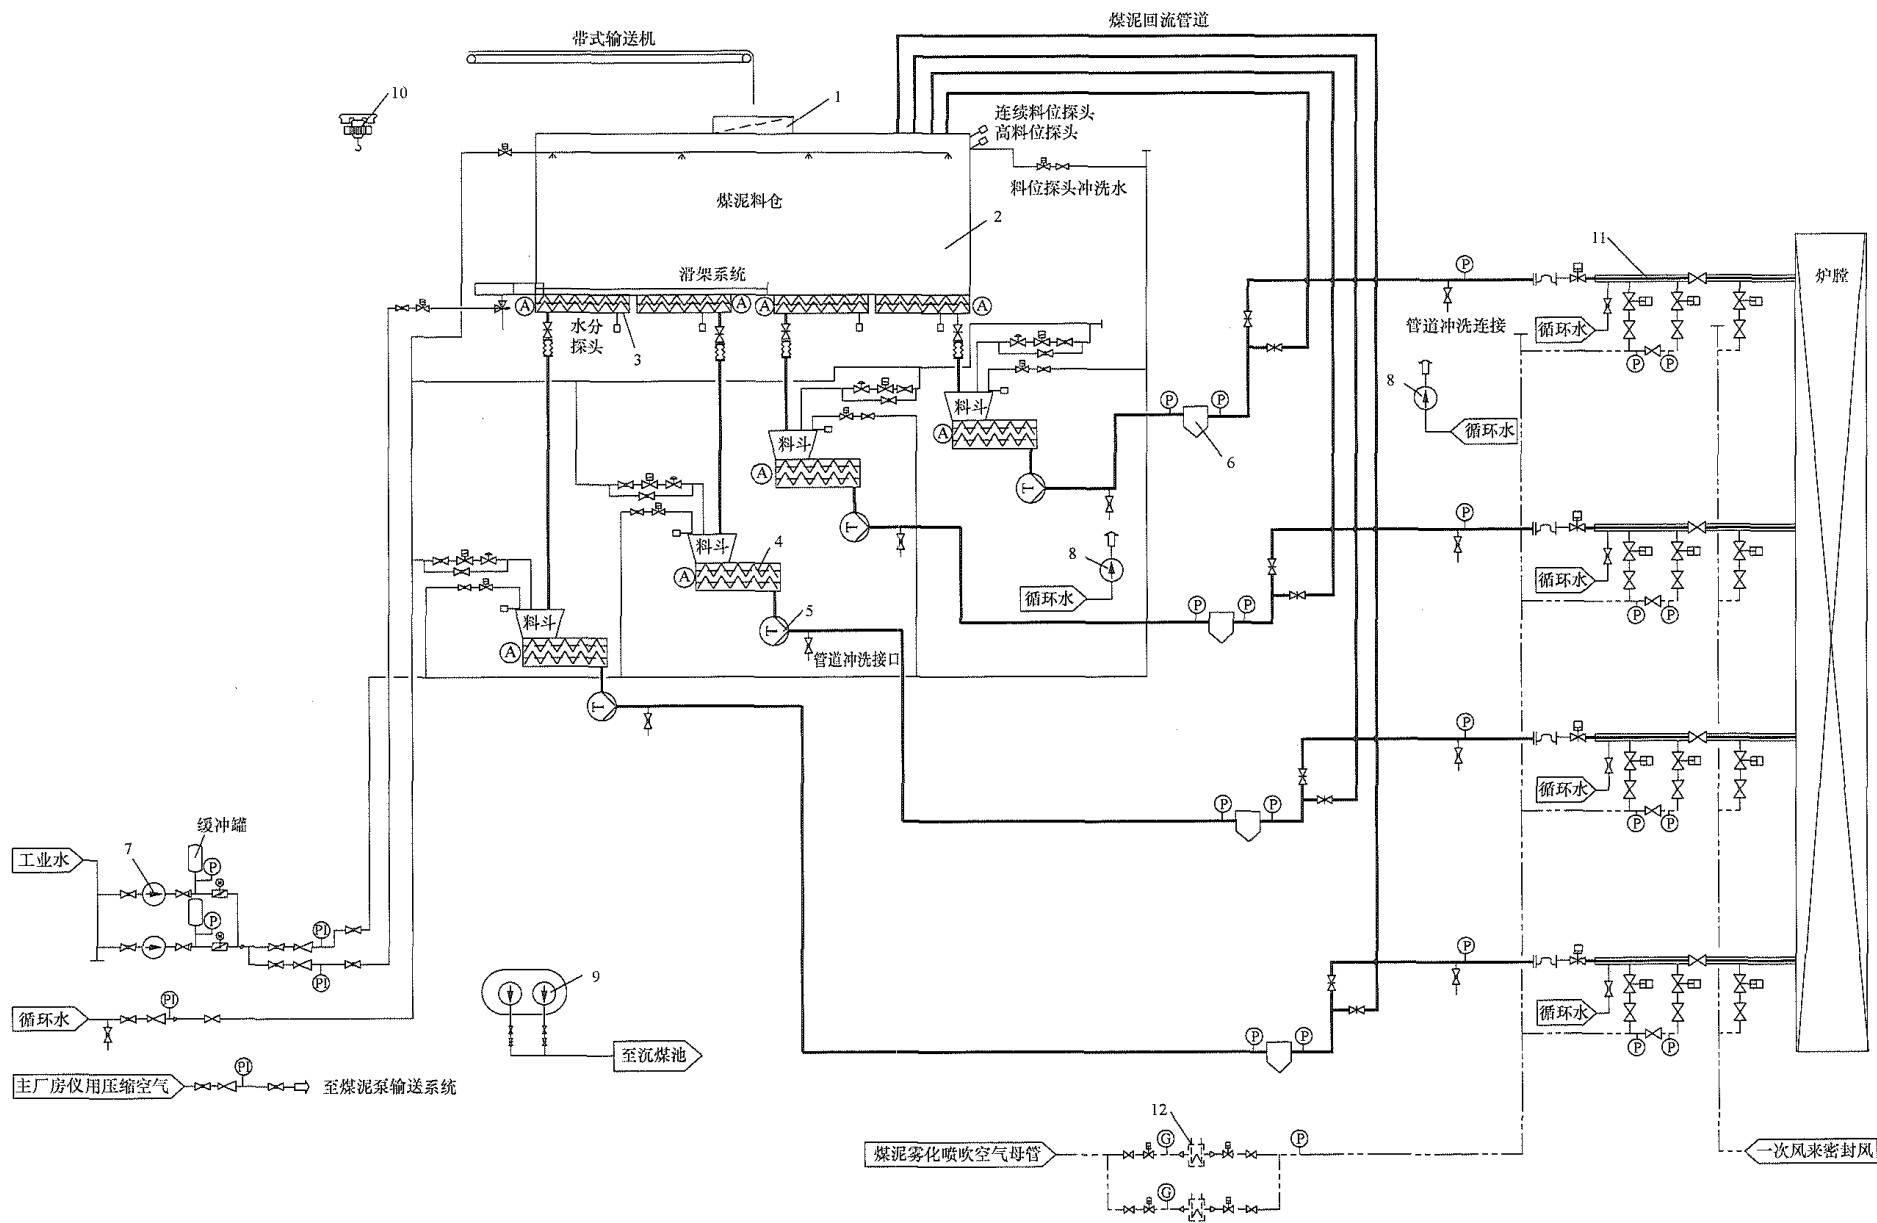 煤泥回流管道
带式输送机
10
1
连续料位探头
高料位探头
料位探头冲洗水
煤泥料仓
2
滑架系统
A
A
A
A
水分
探头
3
11
炉膛
P
管道冲洗连接
循环水
P
P
8
循环水
料斗
A
P
P
6
料斗
A
T
T
料斗
4
A
8
循环水
P
循环水
P
P
P
P
5
T
管道冲洗接口
料斗
A
T
P
循环水
P
P
P
P
缓冲罐
工业水
7
P
P
PI
PI
循环水
PI
9
至沉煤池
主厂房仪用压缩空气
PI
至煤泥泵输送系统
P
循环水
P
P
P
P
12
煤泥雾化喷吹空气母管
G
P
G
一次风来密封风